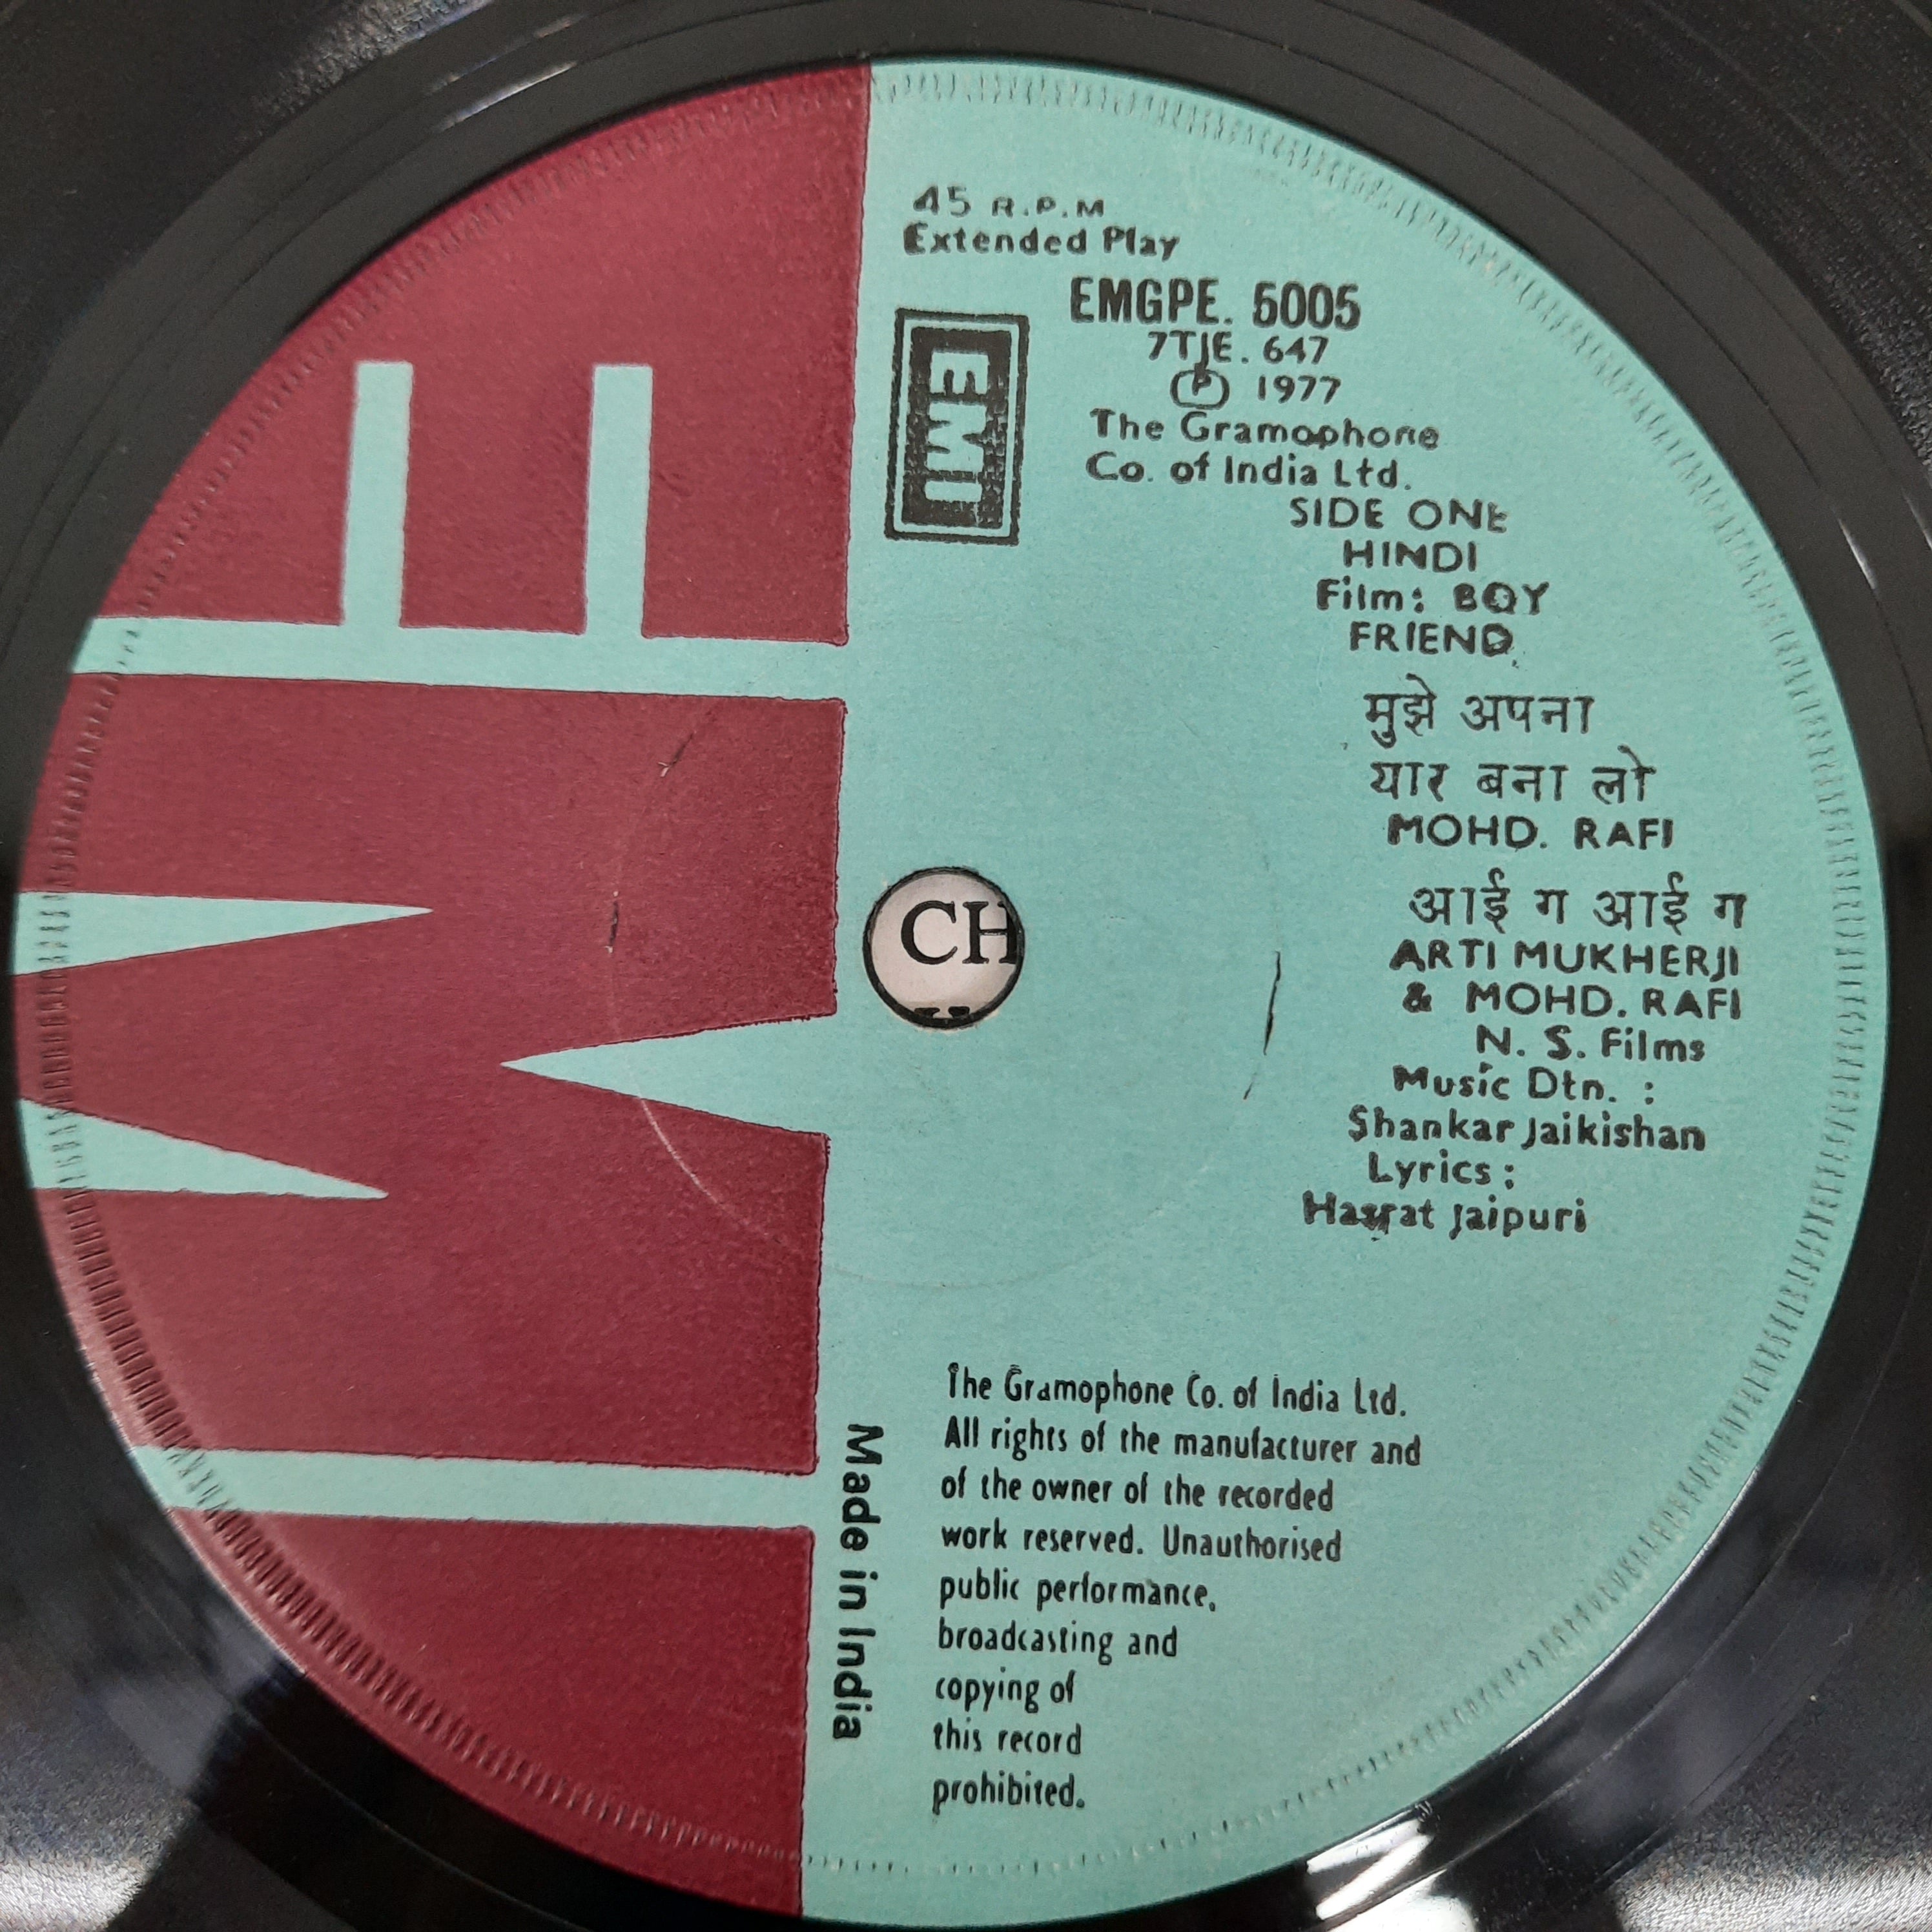 45 R.P.M
Extended Play
EMGPE. 5005
7TJE. 647
Ⓟ 1977
The Gramophone
Co. of India Ltd.
SIDE ONE
HINDI
Film: BOY
FRIEND
मुझे अपना
यार बना लो
MOHD. RAFI
आई ग आई ग
ARTI MUKHERJI
& MOHD. RAFI
N. S. Films
Music Dtn. :
Shankar Jaikishan
Lyrics :
Hasrat Jaipuri
EMI
EMI
CH
The Gramophone Co. of India Ltd.
All rights of the manufacturer and
of the owner of the recorded
work reserved. Unauthorised
public performance,
broadcasting and
copying of
this record
prohibited.
Made in India